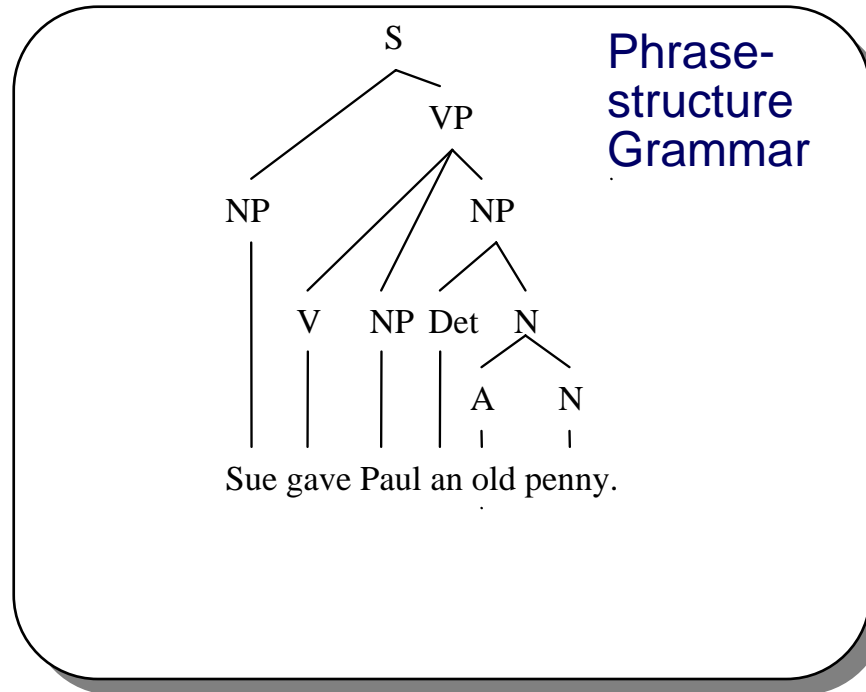 S
Phrase-
structure
Grammar
VP
NP NP
V NP Det N
A N
Sue gave Paul an old penny.